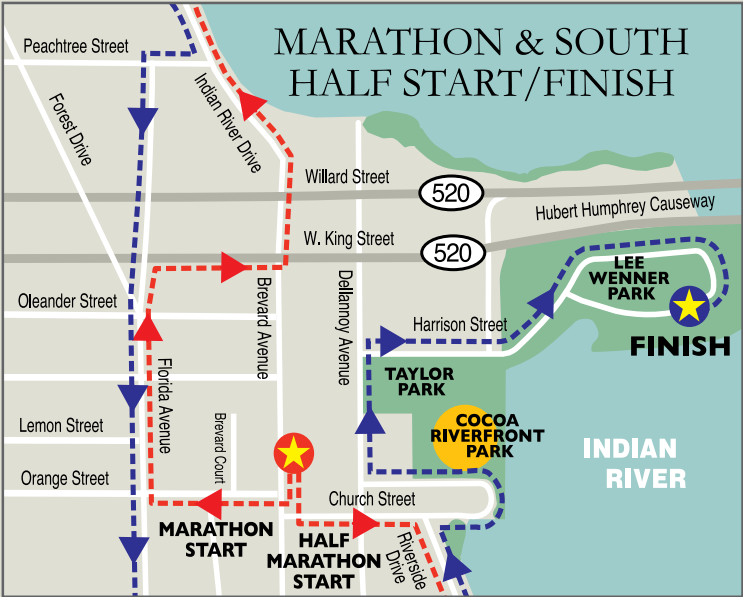 MARATHON & SOUTH
HALF START/FINISH
Peachtree Street
Forest Drive
Indian River Drive
Willard Street
520
Hubert Humphrey Causeway
W. King Street
520
LEE
WENNER
PARK
Oleander Street
Brevard Avenue
Dellannoy Avenue
Harrison Street
FINISH
Florida Avenue
TAYLOR
PARK
Lemon Street
Brevard Court
COCOA
RIVERFRONT
PARK
INDIAN
RIVER
Orange Street
Church Street
MARATHON
START
HALF
MARATHON
START
Riverside
Drive